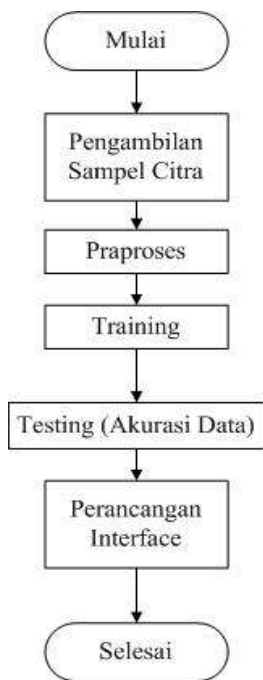 Mulai
Pengambilan
Sampel Citra
Praproses
Training
Testing (Akurasi Data)
Perancangan
Interface
Selesai